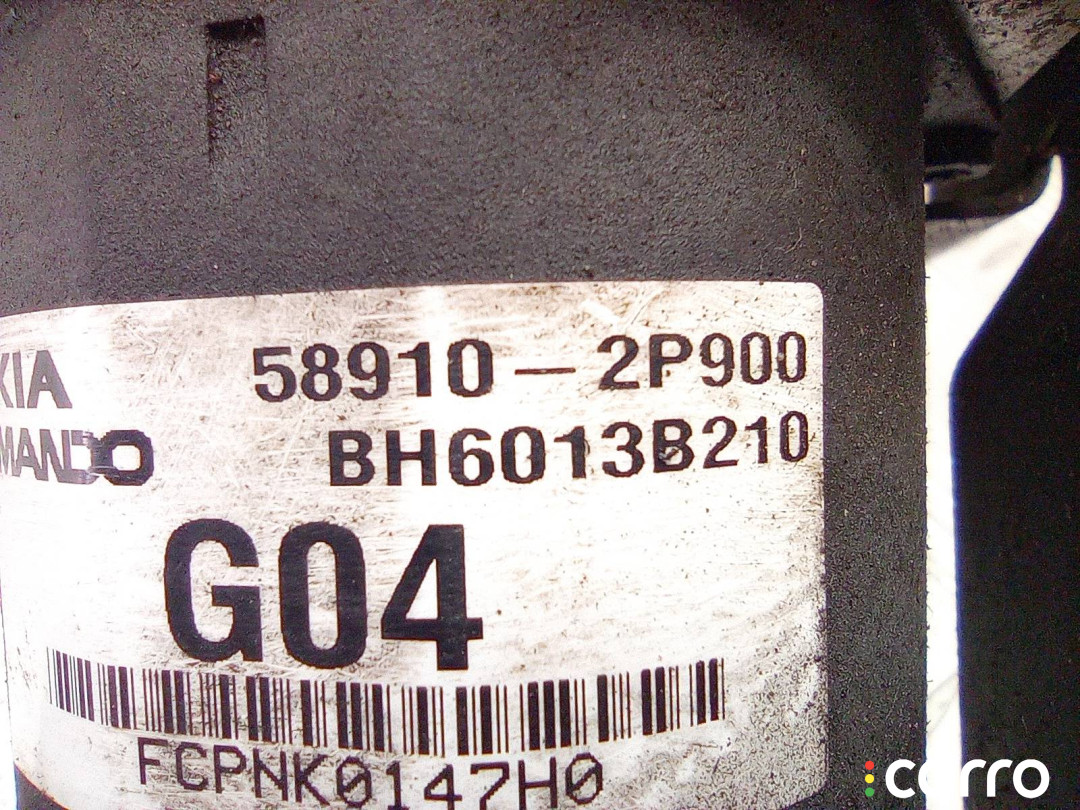 KIA 58910-2P900
MANDO BH6013B210
G04
FCPNK0147H0
carro